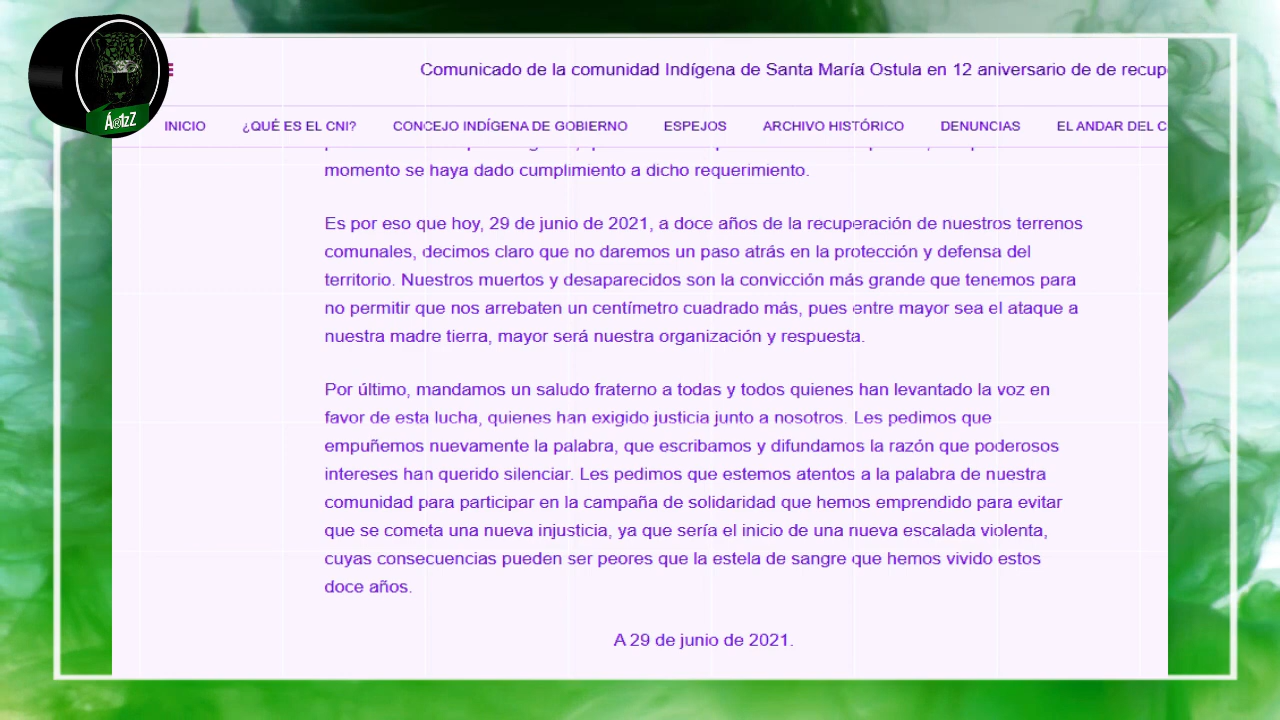 Á®1zZ
Comunicado de la comunidad Indígena de Santa María Ostula en 12 aniversario de de recup
INICIO ¿QUÉ ES EL CNI? CONCEJO INDÍGENA DE GOBIERNO ESPEJOS ARCHIVO HISTÓRICO DENUNCIAS EL ANDAR DEL C
momento se haya dado cumplimiento a dicho requerimiento.
Es por eso que hoy, 29 de junio de 2021, a doce años de la recuperación de nuestros terrenos
comunales, decimos claro que no daremos un paso atrás en la protección y defensa del
territorio. Nuestros muertos y desaparecidos son la convicción más grande que tenemos para
no permitir que nos arrebaten un centímetro cuadrado más, pues entre mayor sea el ataque a
nuestra madre tierra, mayor será nuestra organización y respuesta.
Por último, mandamos un saludo fraterno a todas y todos quienes han levantado la voz en
favor de esta lucha, quienes han exigido justicia junto a nosotros. Les pedimos que
empuñemos nuevamente la palabra, que escribamos y difundamos la razón que poderosos
intereses han querido silenciar. Les pedimos que estemos atentos a la palabra de nuestra
comunidad para participar en la campaña de solidaridad que hemos emprendido para evitar
que se cometa una nueva injusticia, ya que sería el inicio de una nueva escalada violenta,
cuyas consecuencias pueden ser peores que la estela de sangre que hemos vivido estos
doce años.
A 29 de junio de 2021.